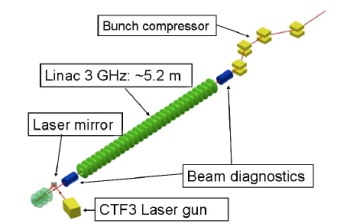 Bunch compressor
Linac 3 GHz: ~5.2 m
Laser mirror
Beam diagnostics
CTF3 Laser gun